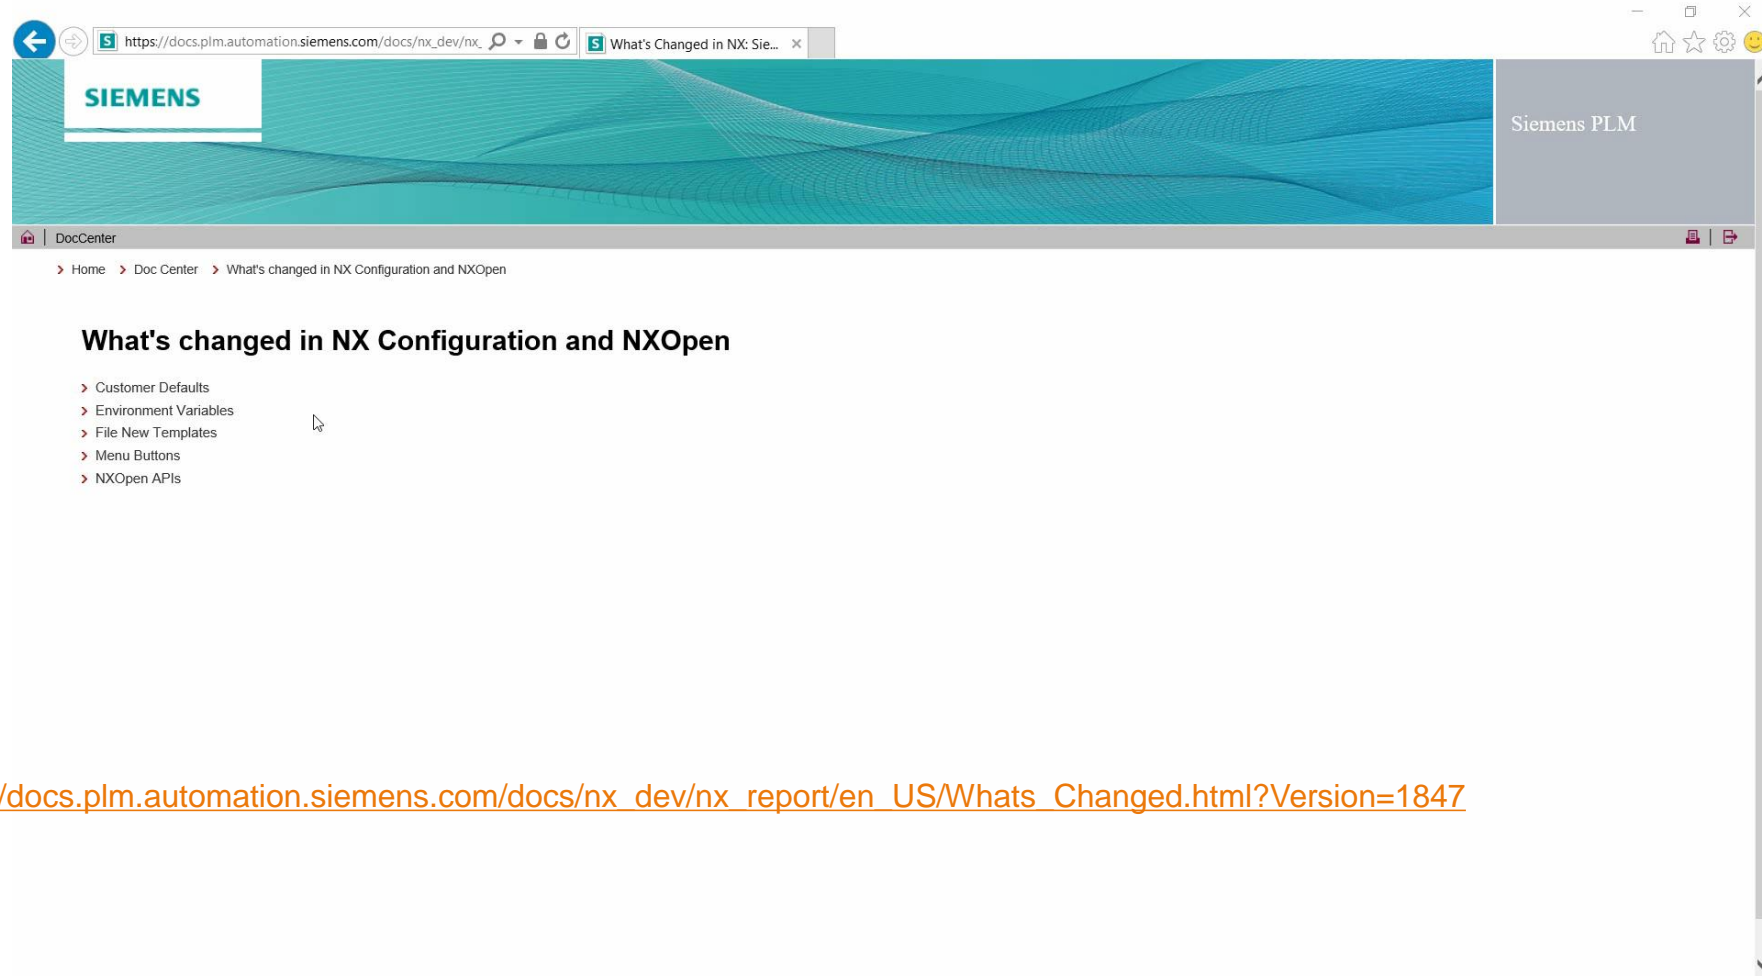 https://docs.plm.automation.siemens.com/docs/nx_dev/nx_
What's Changed in NX: Sie...
SIEMENS
Siemens PLM
DocCenter
Home Doc Center What's changed in NX Configuration and NXOpen
What's changed in NX Configuration and NXOpen
Customer Defaults
Environment Variables
File New Templates
Menu Buttons
NXOpen APIs
/docs.plm.automation.siemens.com/docs/nx_dev/nx_report/en_US/Whats_Changed.html?Version=1847